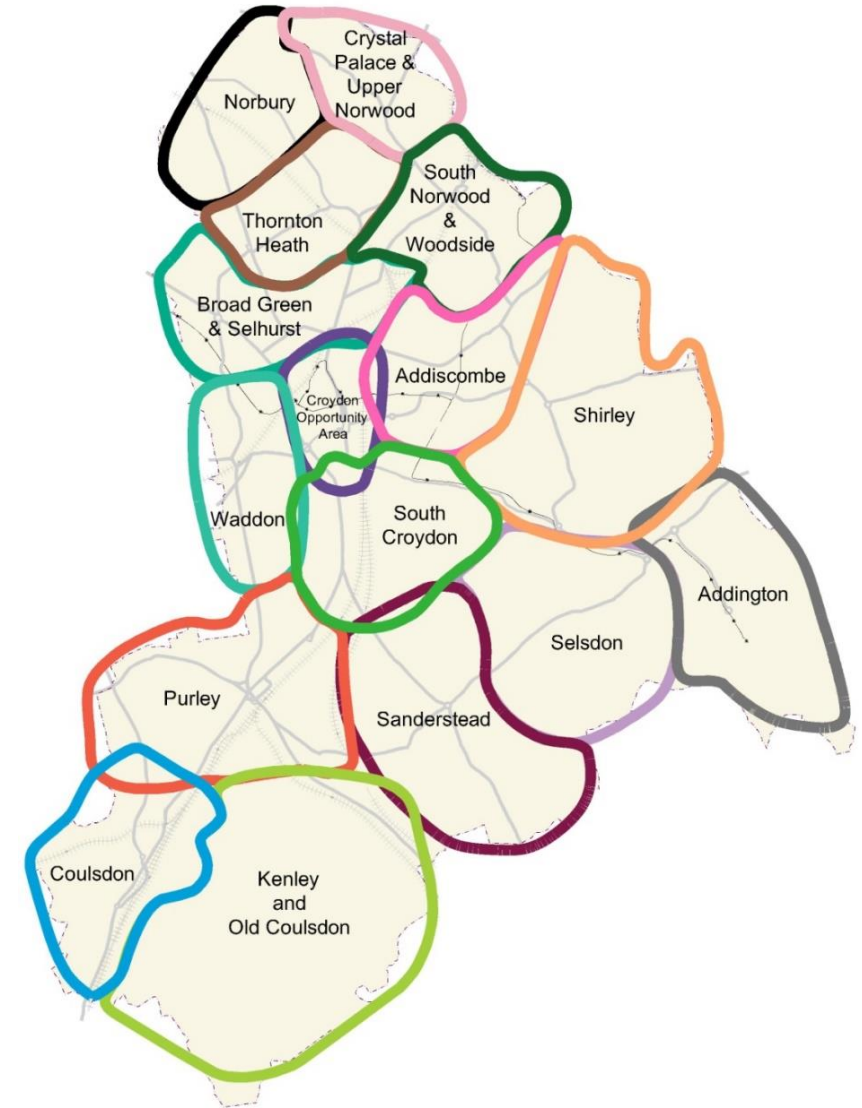 Crystal
Palace &
Upper
Norwood
Norbury
South
Norwood
&
Woodside
Thornton
Heath
Broad Green
& Selhurst
Addiscombe
Croydon
Opportunity
Area
Shirley
Waddon
South
Croydon
Addington
Selsdon
Purley
Sanderstead
Coulsdon
Kenley
and
Old Coulsdon